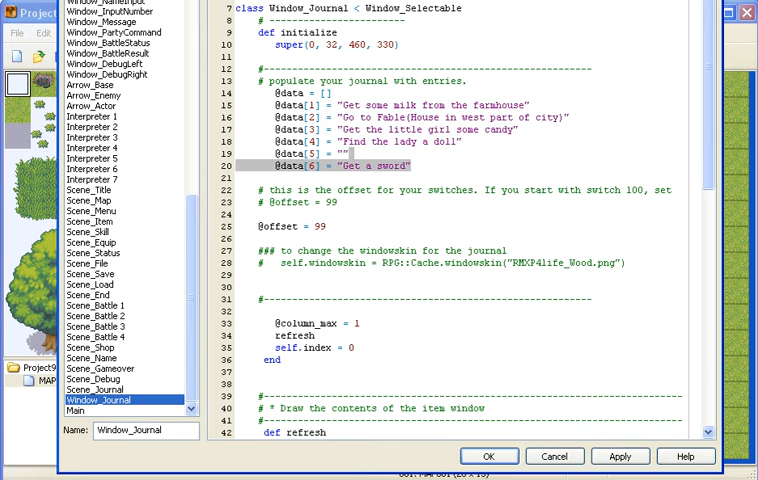 Proj
File
Project9
MAP
Window_NameInput
Window_InputNumber
Window_Message
Window_PartyCommand
Window_BattleStatus
Window_BattleResult
Window_DebugLeft
Window_DebugRight
Arrow_Base
Arrow_Enemy
Arrow_Actor
Interpreter 1
Interpreter 2
Interpreter 3
Interpreter 4
Interpreter 5
Interpreter 6
Interpreter 7
Scene_Title
Scene_Map
Scene_Menu
Scene_Item
Scene_Skill
Scene_Equip
Scene_Status
Scene_File
Scene_Save
Scene_Load
Scene_End
Scene_Battle 1
Scene_Battle 2
Scene_Battle 3
Scene_Battle 4
Scene_Shop
Scene_Name
Scene_Gameover
Scene_Debug
Scene_Journal
Window_Journal
Main
Name: Window_Journal
7 class Window_Journal < Window_Selectable
8 # --------------------
9 def initialize
10 super(0, 32, 460, 330)
11
12 #------------------------------------------------
13 # populate your journal with entries.
14 @data = []
15 @data[1] = "Get some milk from the farmhouse"
16 @data[2] = "Go to Fable(House in west part of city)"
17 @data[3] = "Get the little girl some candy"
18 @data[4] = "Find the lady a doll"
19 @data[5] = ""
20 @data[6] = "Get a sword"
21
22 # this is the offset for your switches. If you start with switch 100, set
23 # @offset = 99
24
25 @offset = 99
26
27 ### to change the windowskin for the journal
28 # self.windowskin = RPG::Cache.windowskin("RMXP4life_Wood.png")
29
30
31 #------------------------------------------------
32
33 @column_max = 1
34 refresh
35 self.index = 0
36 end
37
38
39 #--------------------------------------------------------------
40 # * Draw the contents of the item window
41 #--------------------------------------------------------------
42 def refresh
OK Cancel Apply Help